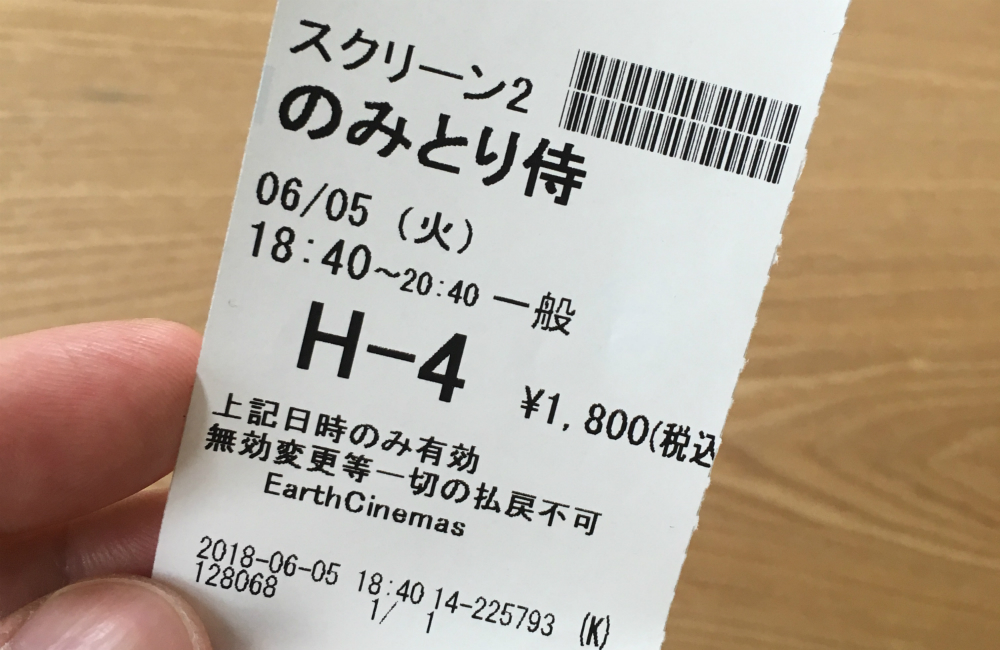 スクリーン2
のみとり侍
06/05（火）
18:40～20:40 一般
H-4
¥1,800(税込
上記日時のみ有効
無効変更等一切の払戻不可
EarthCinemas
2018-06-05 18:40 14-225793 (K)
128068 1/ 1